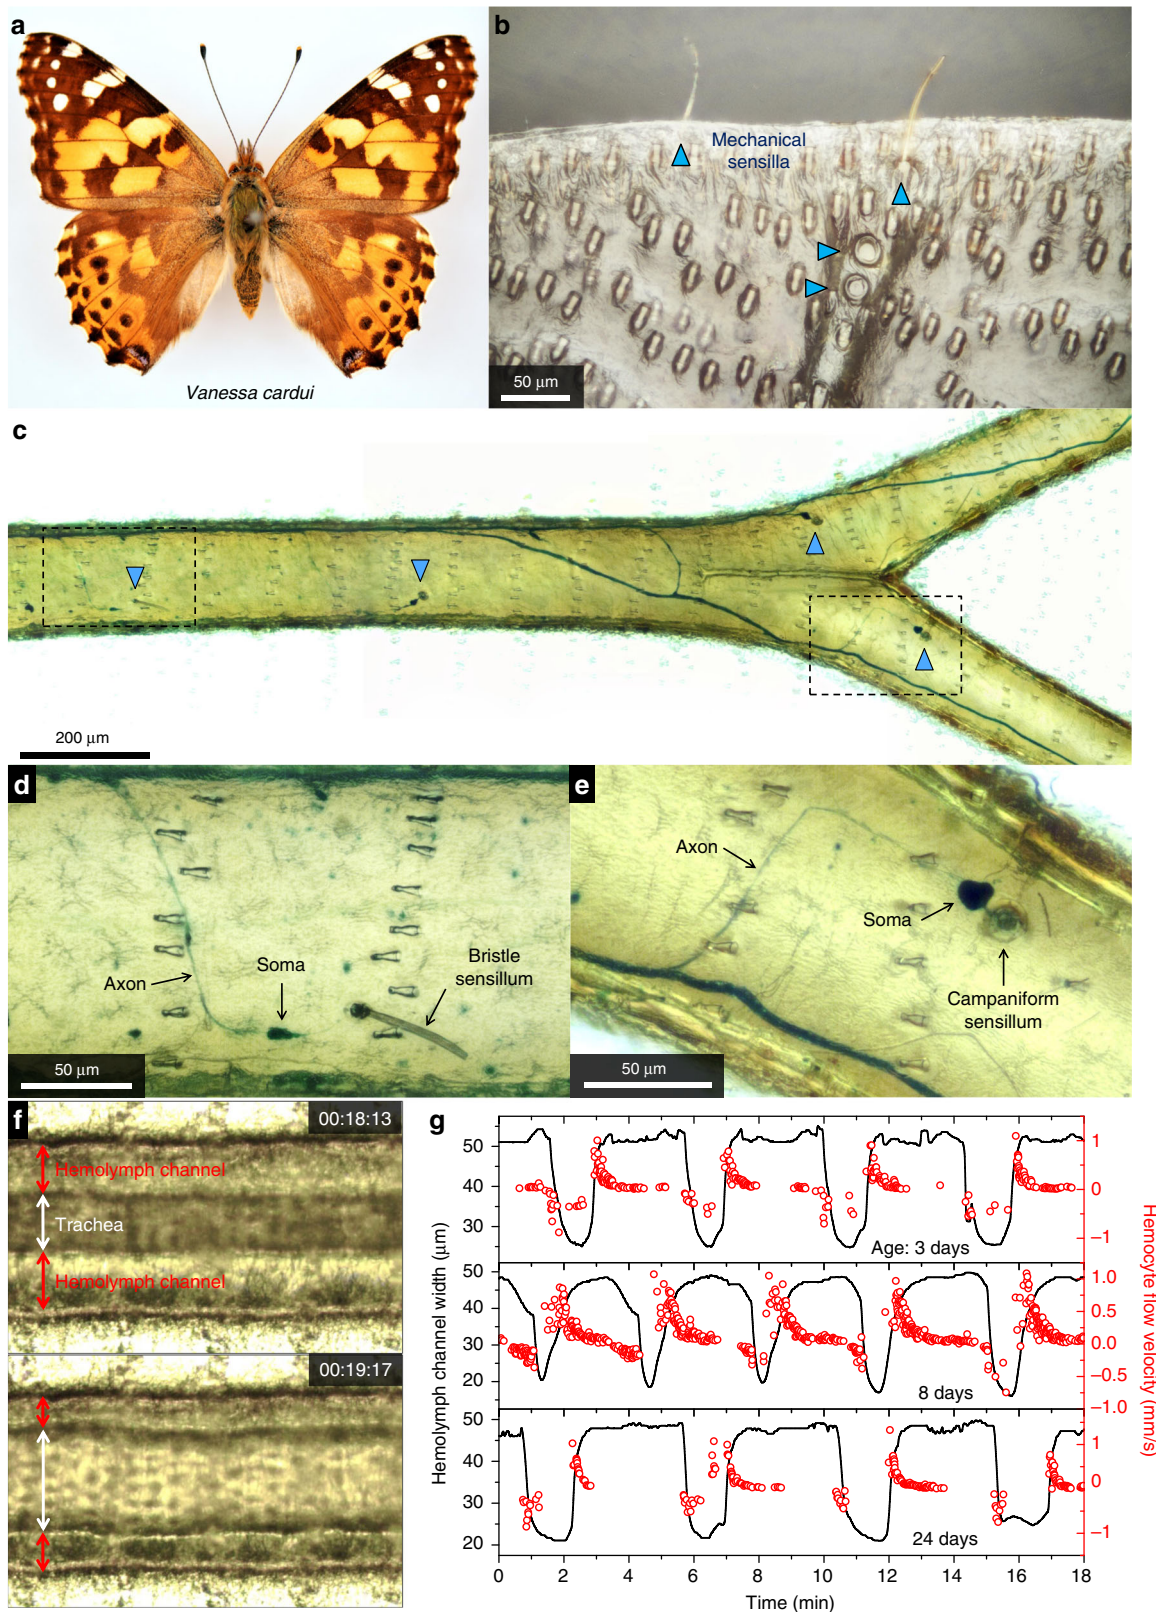 a
Vanessa cardui
b
Mechanical
sensilla
50 μm
c
200 μm
d
Axon
Soma
Bristle
sensillum
50 μm
e
Axon
Soma
Campaniform
sensillum
50 μm
f
00:18:13
Hemolymph channel
Trachea
Hemolymph channel
00:19:17
g
Hemolymph channel width (μm)
50
40
30
Age: 3 days
1
0
−1
50
40
30
20
8 days
1.0
0.5
0.0
−0.5
−1.0
50
40
30
20
24 days
1
0
−1
Hemocyte flow velocity (mm/s)
0 2 4 6 8 10 12 14 16 18
Time (min)